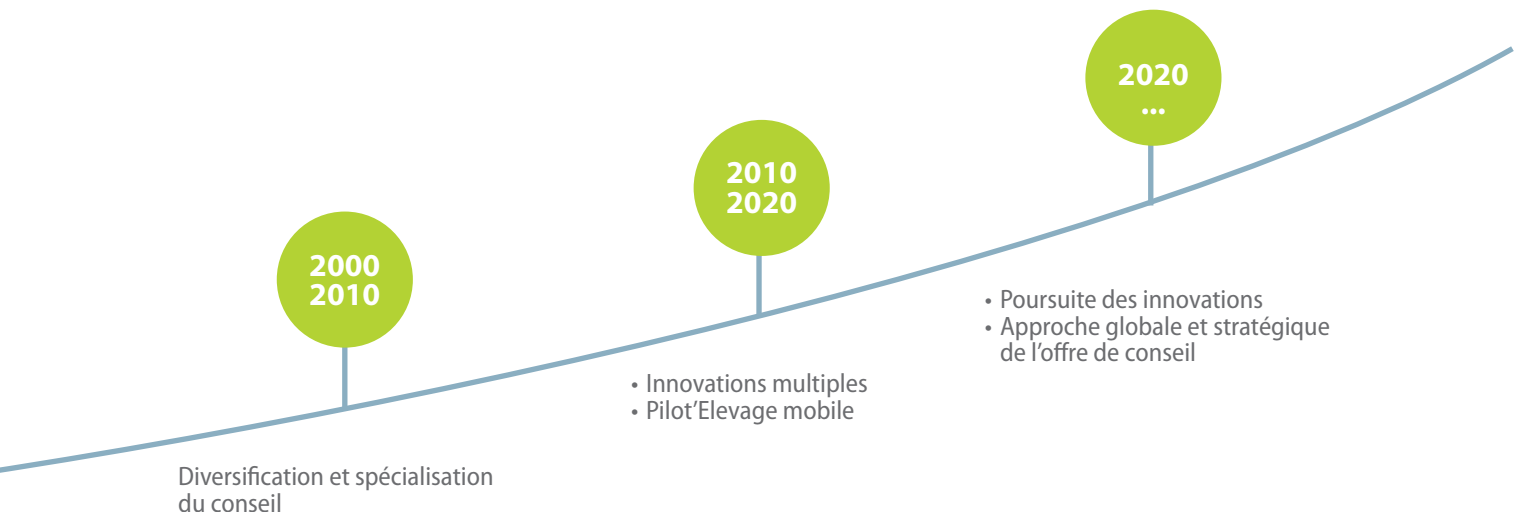 2000
2010
Diversification et spécialisation
du conseil
2010
2020
• Innovations multiples
• Pilot’Elevage mobile
2020
...
• Poursuite des innovations
• Approche globale et stratégique
de l’offre de conseil